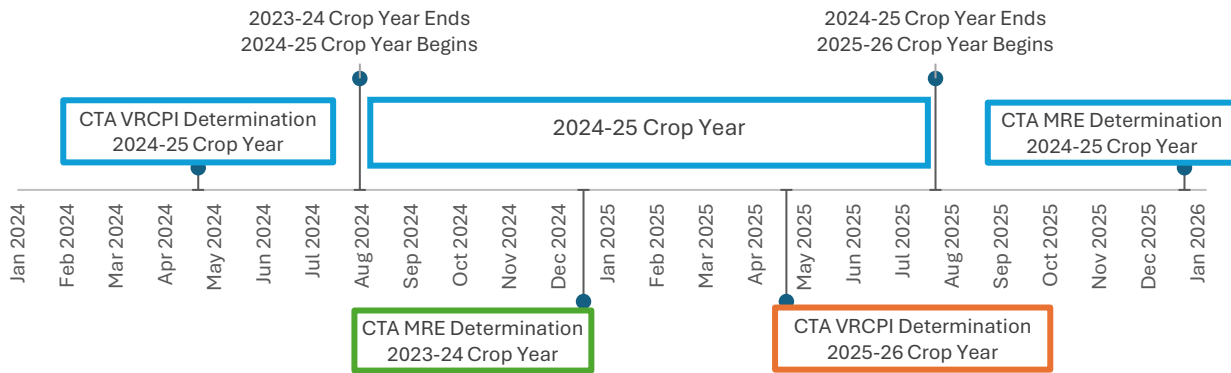 2023-24 Crop Year Ends
2024-25 Crop Year Begins
2024-25 Crop Year Ends
2025-26 Crop Year Begins
CTA VRCPI Determination
2024-25 Crop Year
2024-25 Crop Year
CTA MRE Determination
2024-25 Crop Year
Jan 2024
Feb 2024
Mar 2024
Apr 2024
May 2024
Jun 2024
Jul 2024
Aug 2024
Sep 2024
Oct 2024
Nov 2024
Dec 2024
Jan 2025
Feb 2025
Mar 2025
Apr 2025
May 2025
Jun 2025
Jul 2025
Aug 2025
Sep 2025
Oct 2025
Nov 2025
Dec 2025
Jan 2026
CTA MRE Determination
2023-24 Crop Year
CTA VRCPI Determination
2025-26 Crop Year